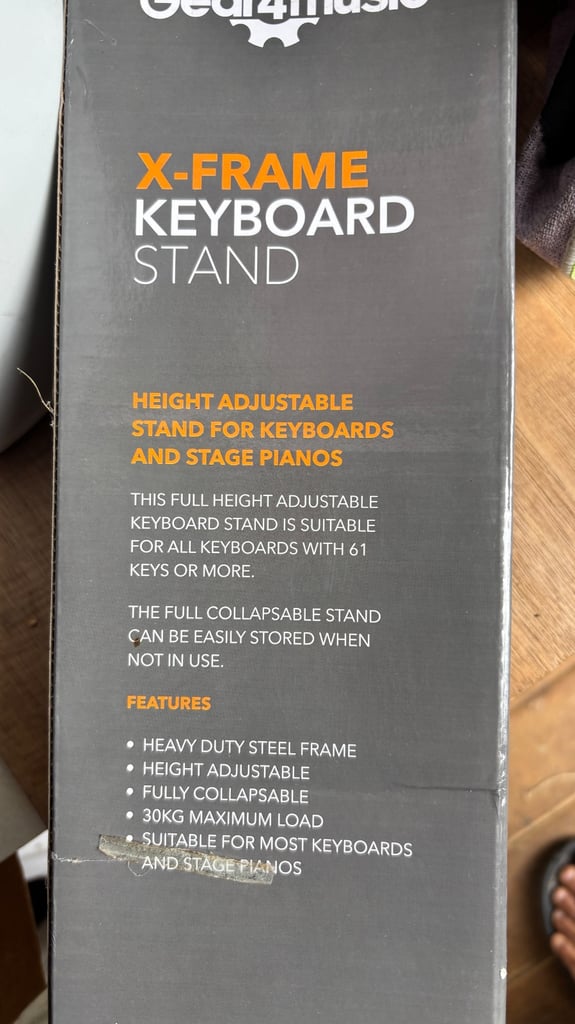 Gear4music
X-FRAME
KEYBOARD
STAND
HEIGHT ADJUSTABLE
STAND FOR KEYBOARDS
AND STAGE PIANOS
THIS FULL HEIGHT ADJUSTABLE
KEYBOARD STAND IS SUITABLE
FOR ALL KEYBOARDS WITH 61
KEYS OR MORE.
THE FULL COLLAPSABLE STAND
CAN BE EASILY STORED WHEN
NOT IN USE.
FEATURES
• HEAVY DUTY STEEL FRAME
• HEIGHT ADJUSTABLE
• FULLY COLLAPSABLE
• 30KG MAXIMUM LOAD
• SUITABLE FOR MOST KEYBOARDS
AND STAGE PIANOS